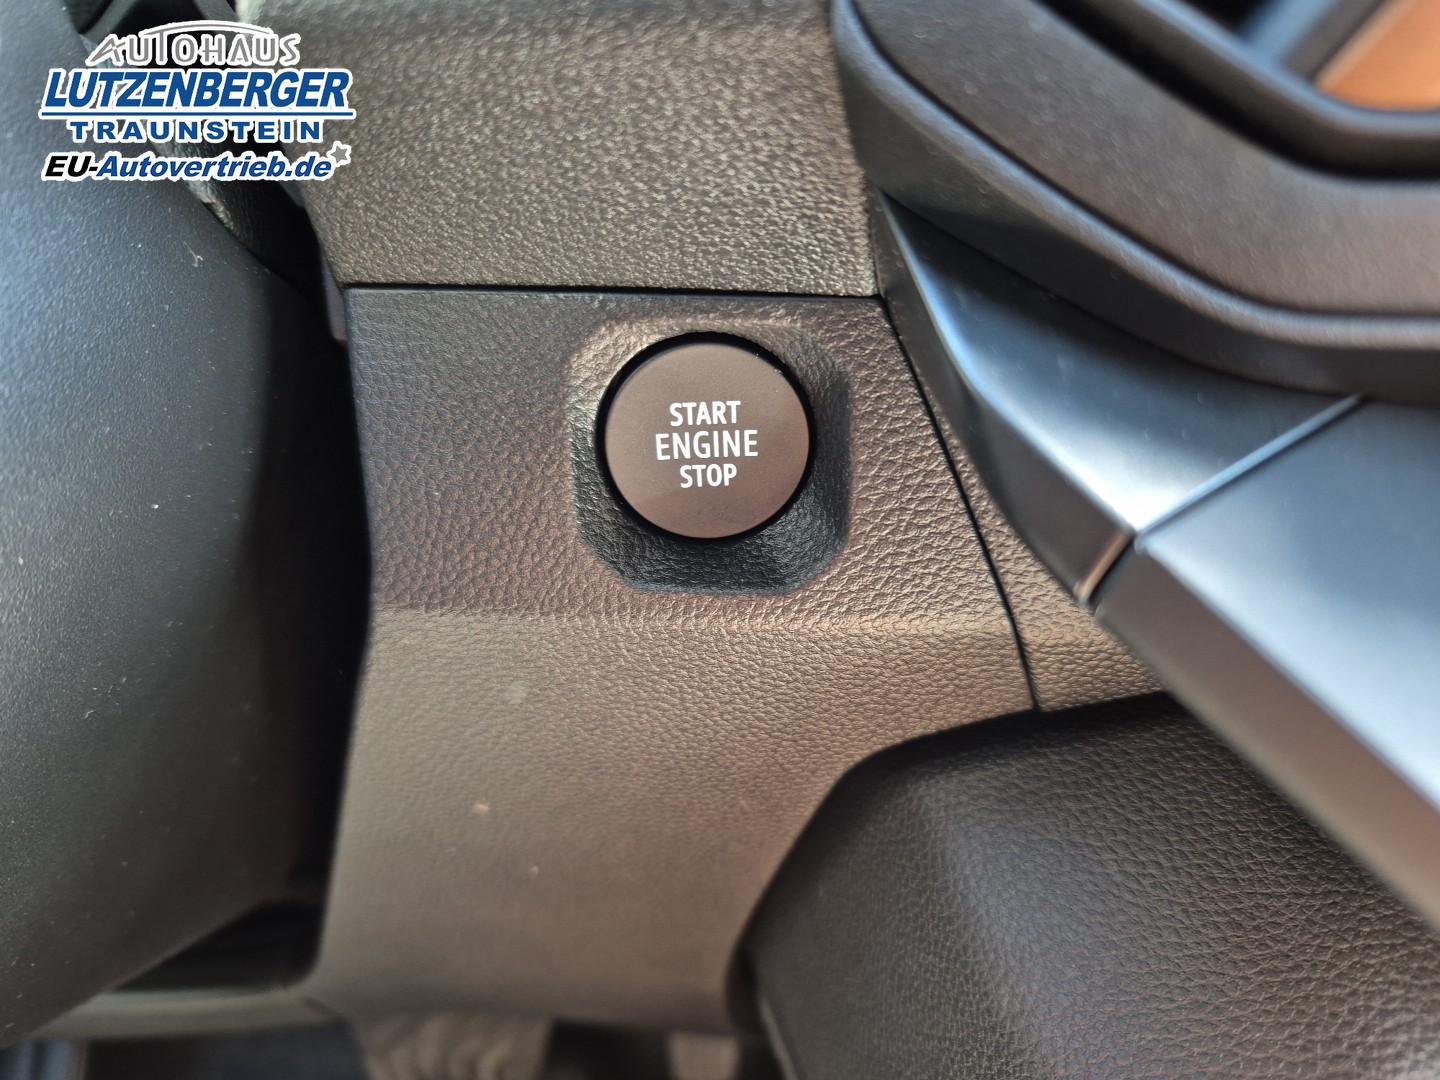 AUTOHAUS
LUTZENBERGER
TRAUNSTEIN
EU-Autovertrieb.de
START
ENGINE
STOP